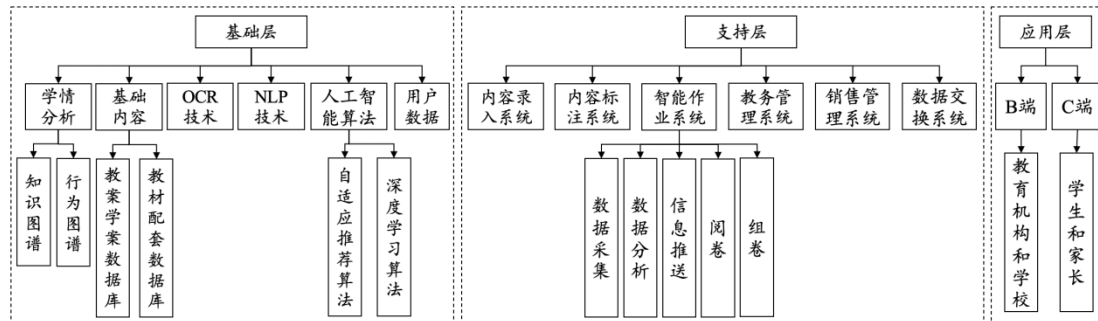 基础层
学情
分析
基础
内容
OCR
技术
NLP
技术
人工智
能算法
用户
数据
知识图谱
行为图谱
教案学案数据库
教材配套数据库
自适应推荐算法
深度学习算法
支持层
内容录
入系统
内容标
注系统
智能作
业系统
教务管
理系统
销售管
理系统
数据交
换系统
数据采集
数据分析
信息推送
阅卷
组卷
应用层
B端
C端
教育机构和学校
学生和家长